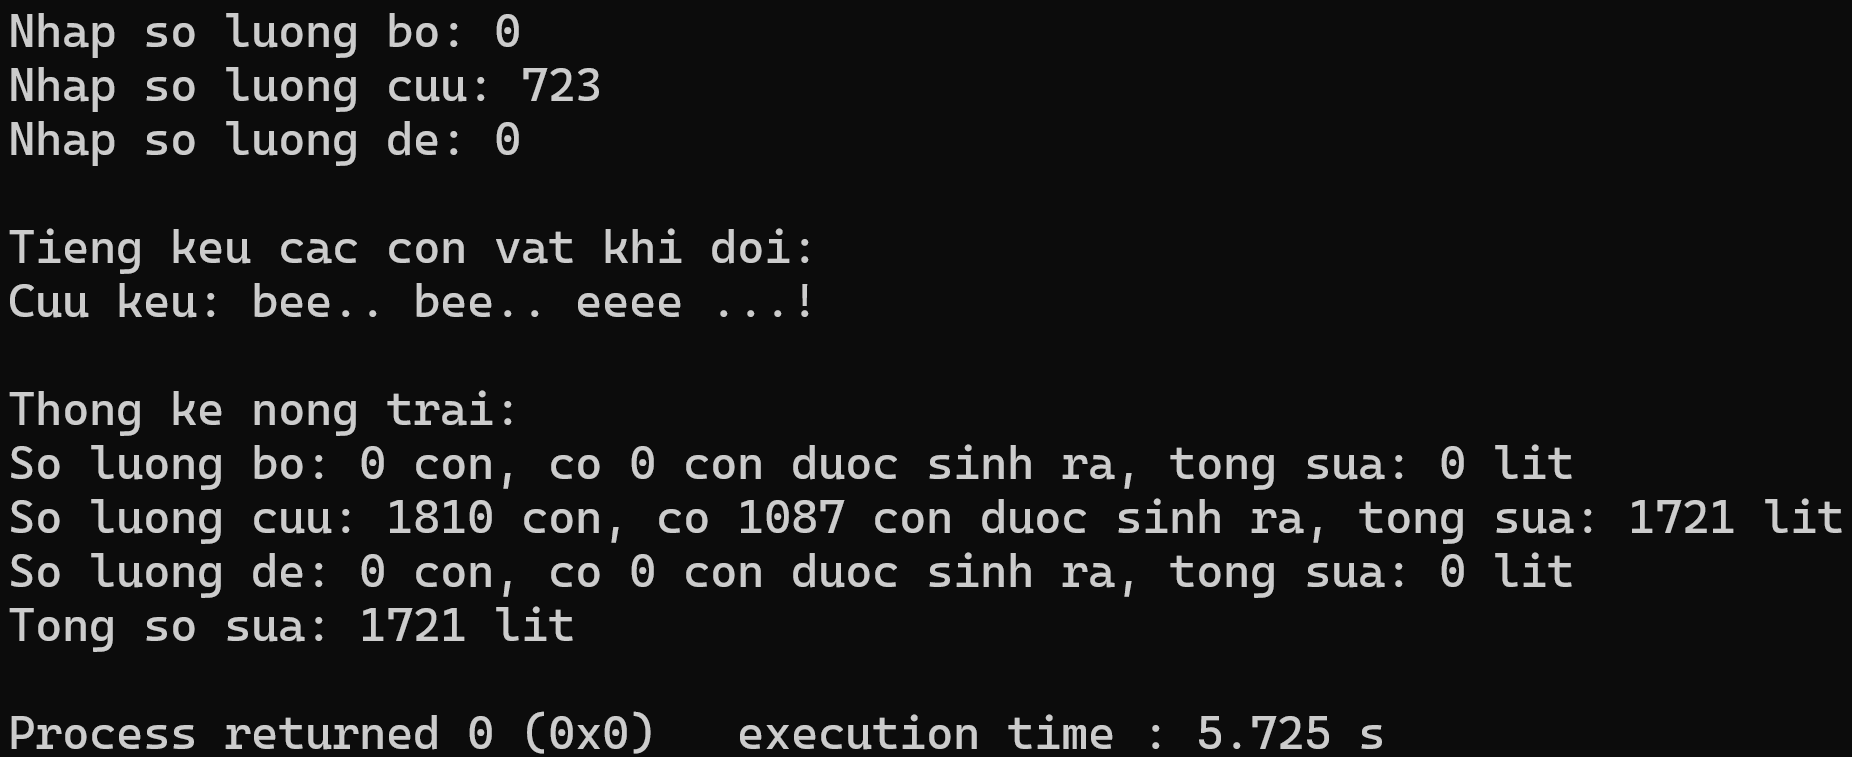 Nhap so luong bo: 0
Nhap so luong cuu: 723
Nhap so luong de: 0
Tieng keu cac con vat khi doi:
Cuu keu: bee.. bee.. eeee ...!
Thong ke nong trai:
So luong bo: 0 con, co 0 con duoc sinh ra, tong sua: 0 lit
So luong cuu: 1810 con, co 1087 con duoc sinh ra, tong sua: 1721 lit
So luong de: 0 con, co 0 con duoc sinh ra, tong sua: 0 lit
Tong so sua: 1721 lit
Process returned 0 (0x0)   execution time : 5.725 s